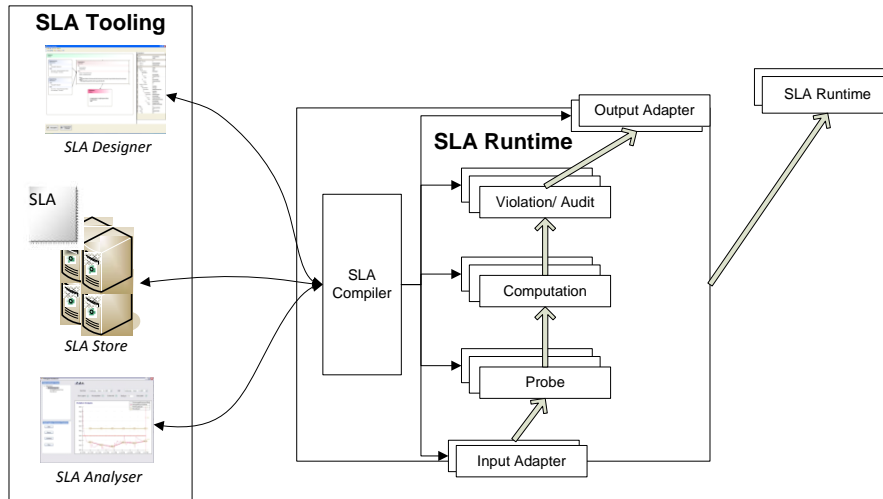 SLA Tooling
SLA Designer
SLA
SLA Store
SLA Analyser
SLA
Compiler
SLA Runtime
Output Adapter
Violation/ Audit
Computation
Probe
Input Adapter
SLA Runtime